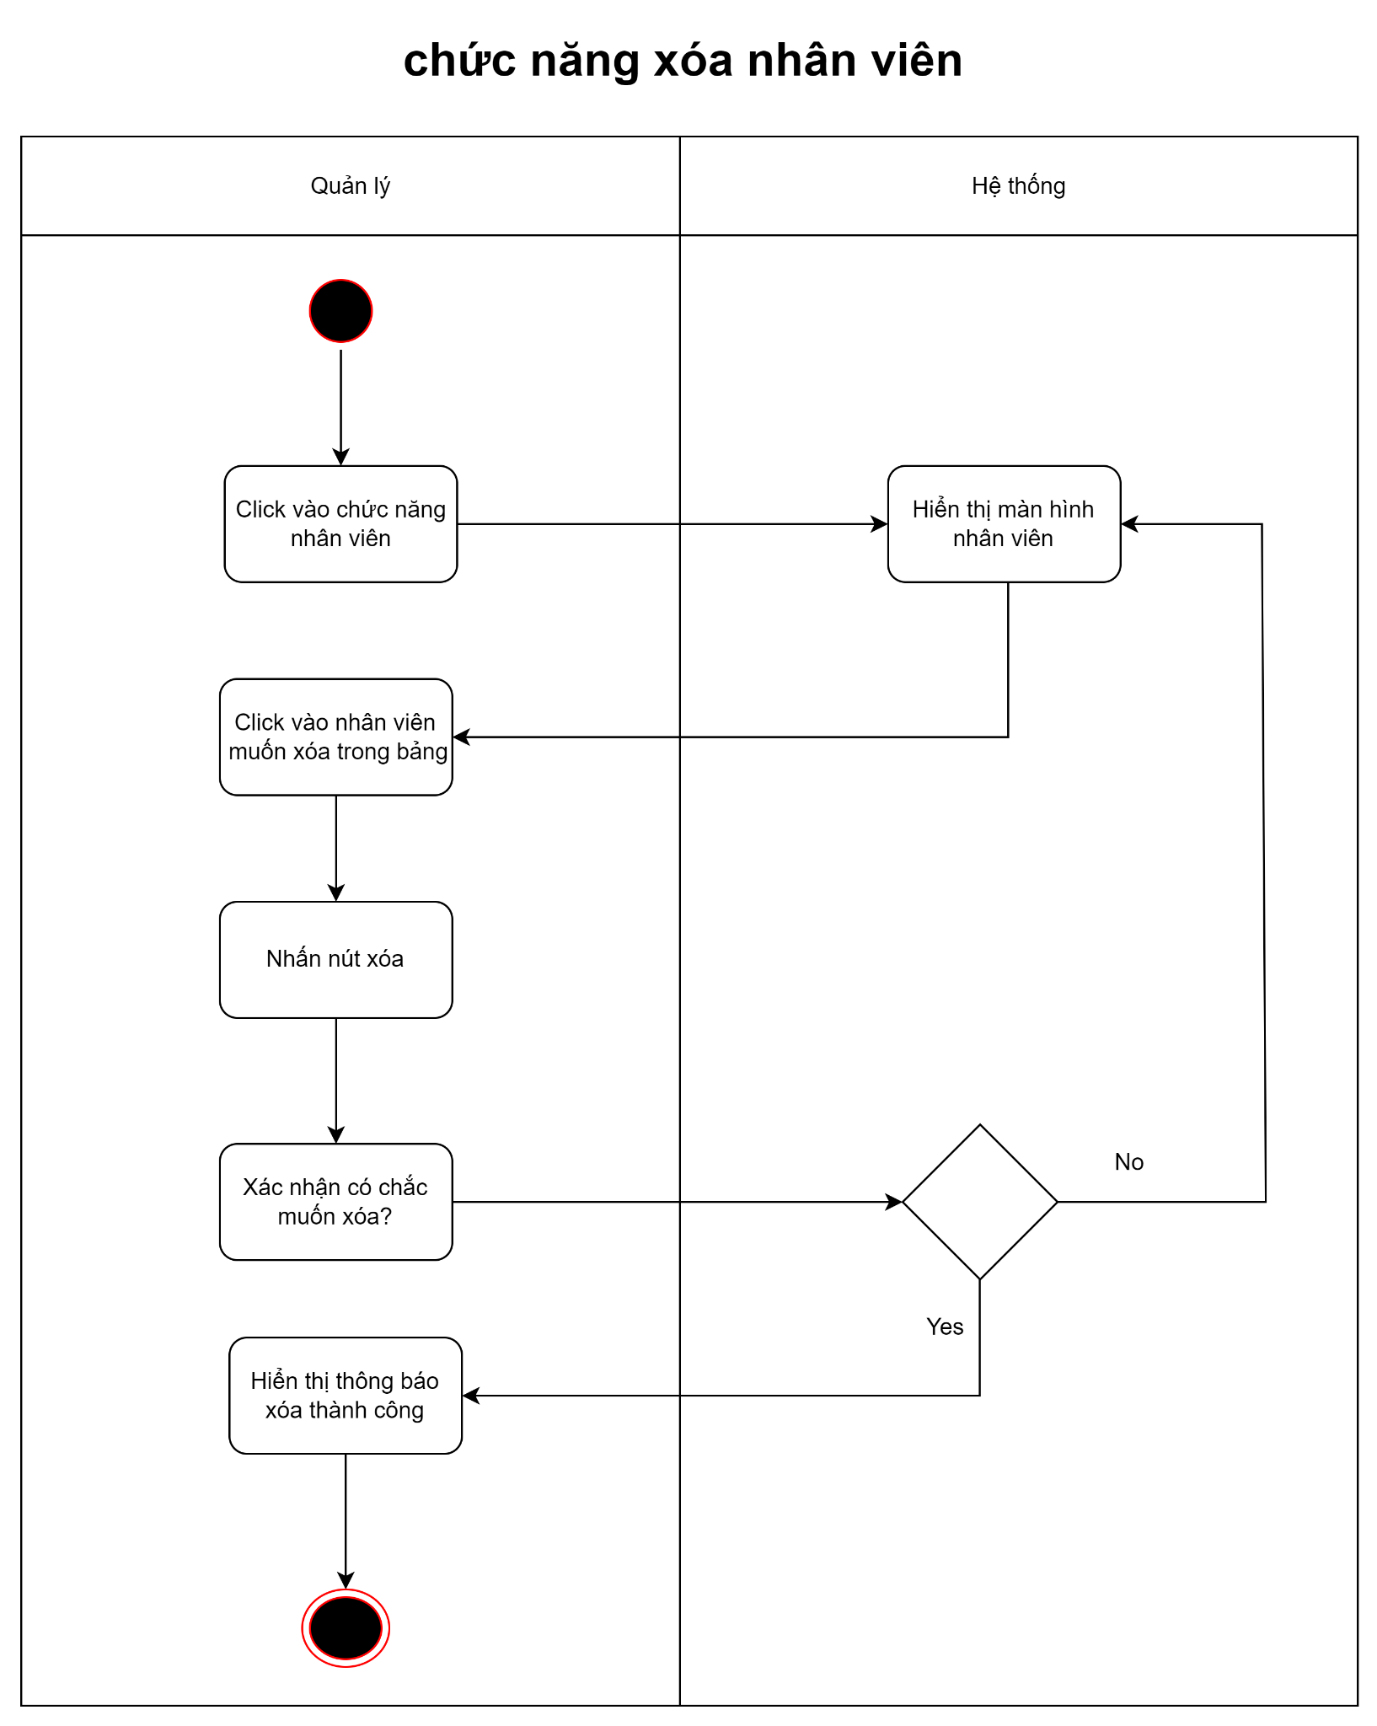 chức năng xóa nhân viên
Quản lý
Hệ thống
Click vào chức năng
nhân viên
Hiển thị màn hình
nhân viên
Click vào nhân viên
muốn xóa trong bảng
Nhấn nút xóa
Xác nhận có chắc
muốn xóa?
No
Yes
Hiển thị thông báo
xóa thành công